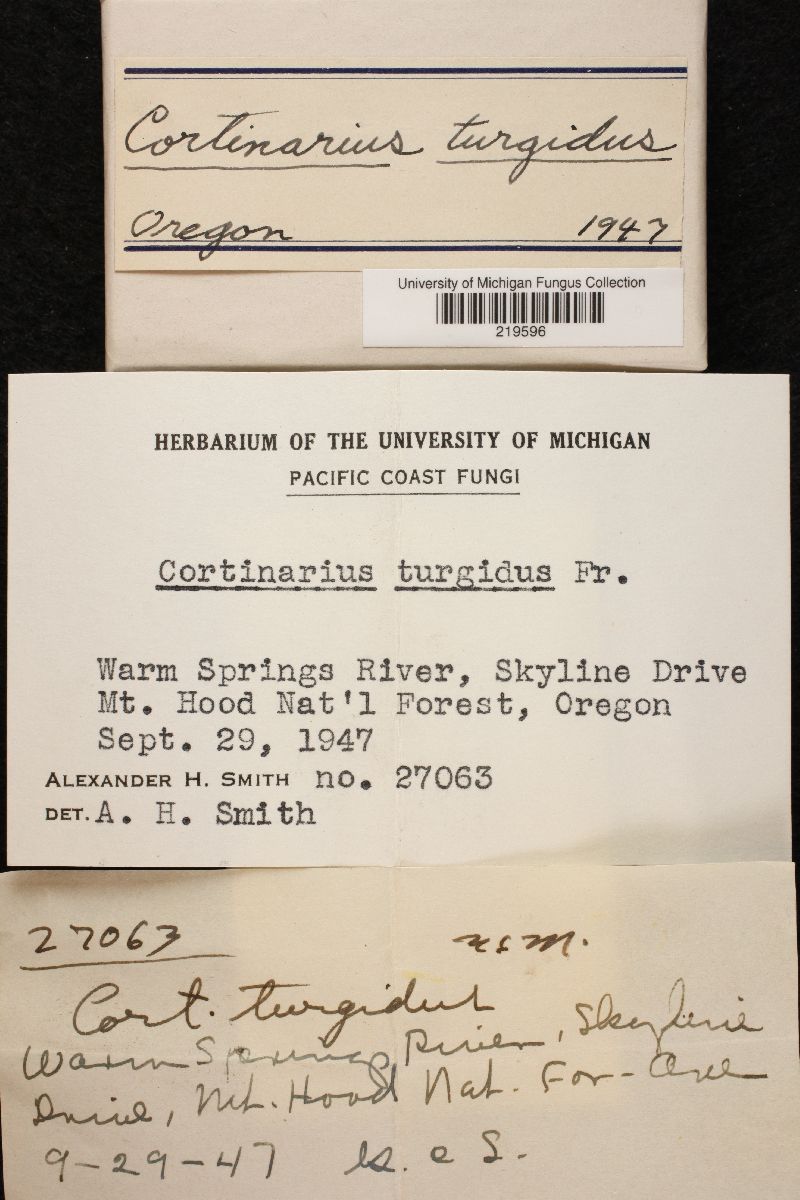 Cortinarius turgidus
Oregon 1947
University of Michigan Fungus Collection
219596
HERBARIUM OF THE UNIVERSITY OF MICHIGAN
PACIFIC COAST FUNGI
Cortinarius turgidus Fr.
Warm Springs River, Skyline Drive
Mt. Hood Nat'l Forest, Oregon
Sept. 29, 1947
ALEXANDER H. SMITH no. 27063
DET. A. H. Smith
27063
Cort. turgidus
Warm Springs River, Skyline
Drive, Mt. Hood Nat. For-
9-29-47